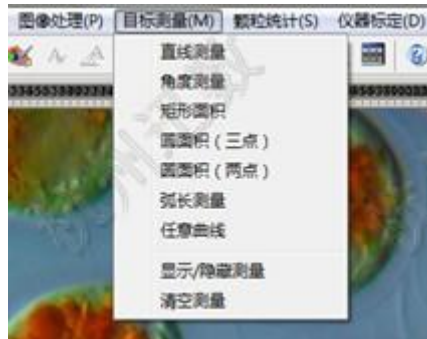 图像处理(P) 目标测量(M) 颗粒统计(S) 仪器标定(D)
直线测量
角度测量
矩形面积
圆面积（三点）
圆面积（两点）
弧长测量
任意曲线
显示/隐藏测量
清空测量